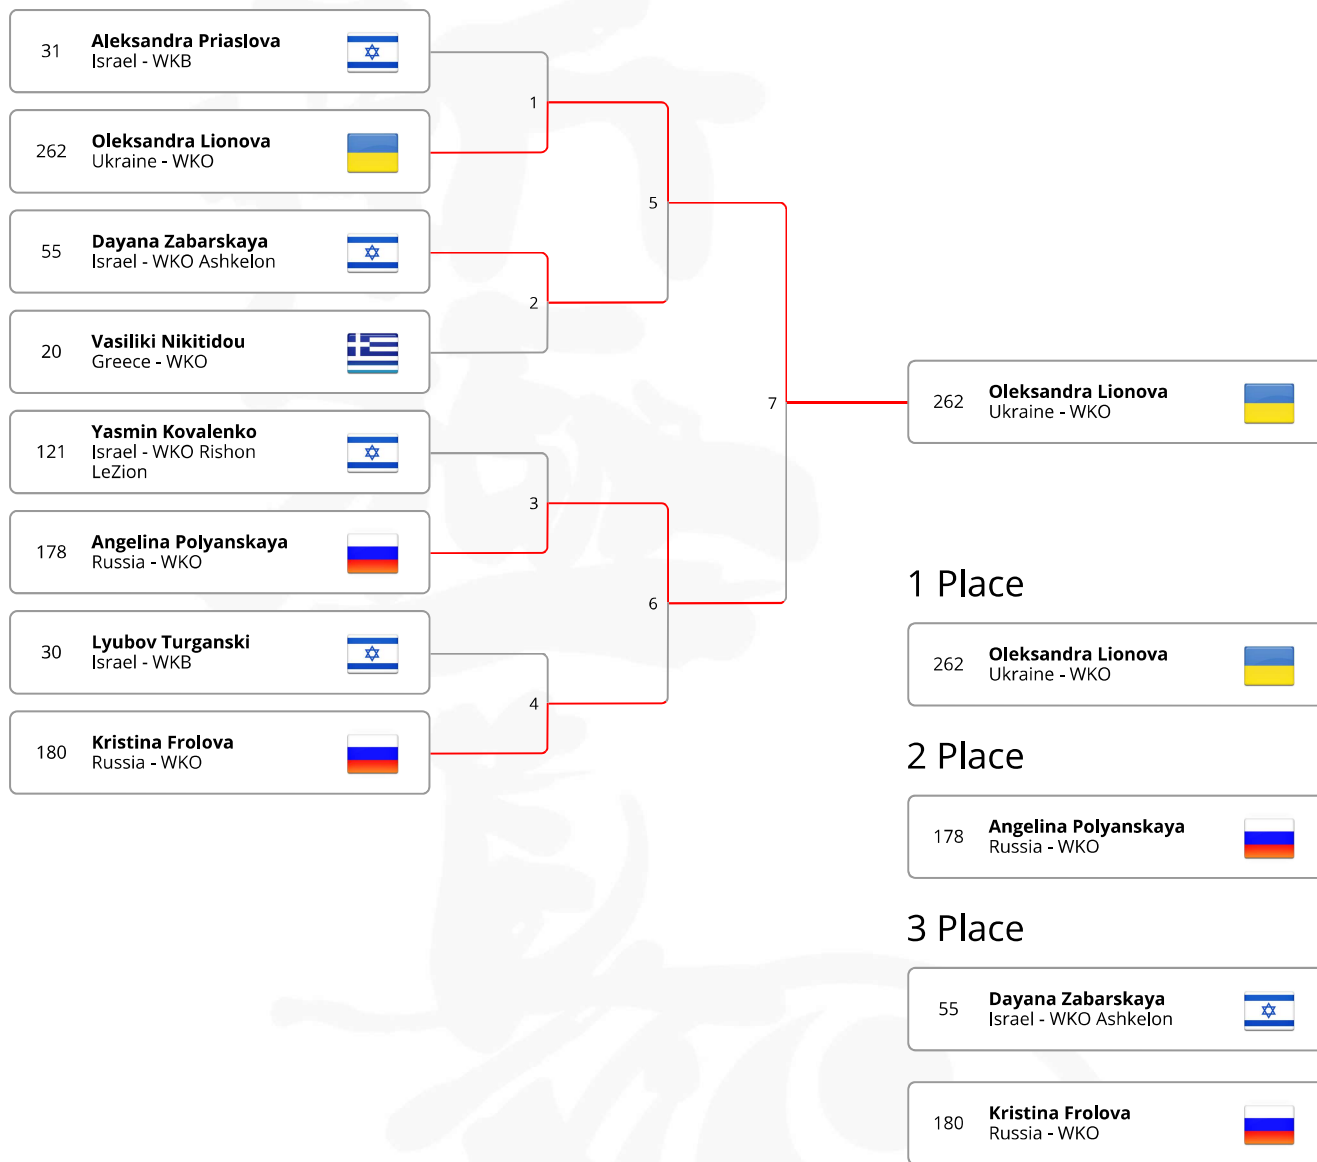 31
Aleksandra Priaslova
Israel - WKB
262
Oleksandra Lionova
Ukraine - WKO
55
Dayana Zabarskaya
Israel - WKO Ashkelon
20
Vasiliki Nikitidou
Greece - WKO
121
Yasmin Kovalenko
Israel - WKO Rishon
LeZion
178
Angelina Polyanskaya
Russia - WKO
30
Lyubov Turganski
Israel - WKB
180
Kristina Frolova
Russia - WKO
1
2
3
4
5
6
7
262
Oleksandra Lionova
Ukraine - WKO
1 Place
262
Oleksandra Lionova
Ukraine - WKO
2 Place
178
Angelina Polyanskaya
Russia - WKO
3 Place
55
Dayana Zabarskaya
Israel - WKO Ashkelon
180
Kristina Frolova
Russia - WKO